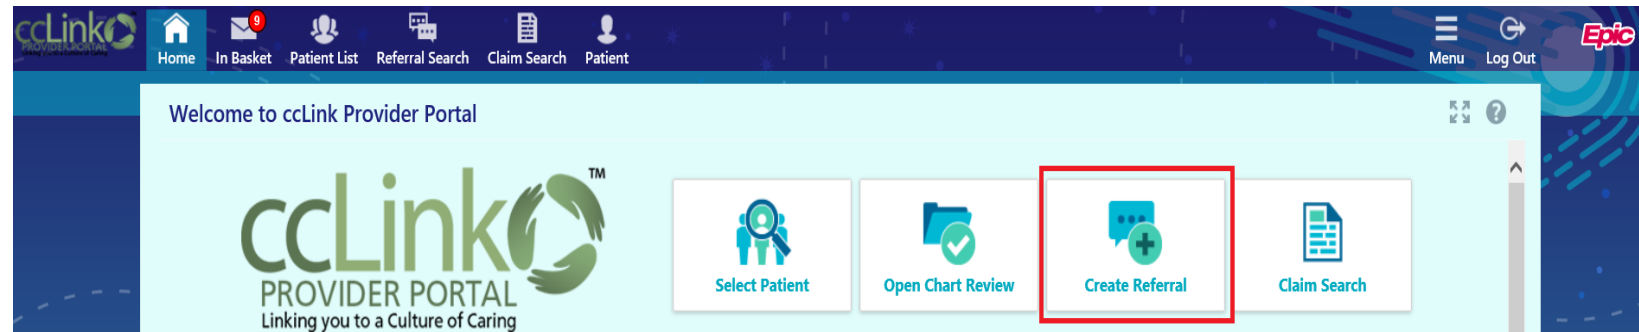 ccLink
PROVIDER PORTAL
9
Home In Basket Patient List Referral Search Claim Search Patient
Menu Log Out
Epic
Welcome to ccLink Provider Portal
?
ccLink TM
PROVIDER PORTAL
Linking you to a Culture of Caring
Select Patient Open Chart Review Create Referral Claim Search